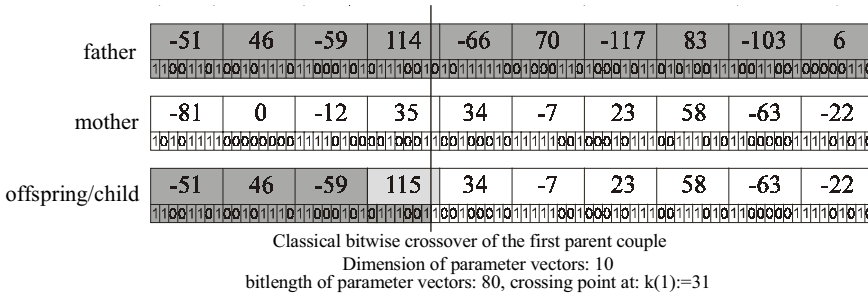 father -51 46 -59 114 -66 70 -117 83 -103 6
11001101001011101100010101110010101111100100011010001011010100111001100100000110
mother -81 0 -12 35 34 -7 23 58 -63 -22
10101111000000001111010000100011001000101111100100010111001110101100000111101010
offspring/child -51 46 -59 115 34 -7 23 58 -63 -22
11001101001011101100010101110011001000101111100100010111001110101100000111101010
Classical bitwise crossover of the first parent couple
Dimension of parameter vectors: 10
bitlength of parameter vectors: 80, crossing point at: k(1):=31